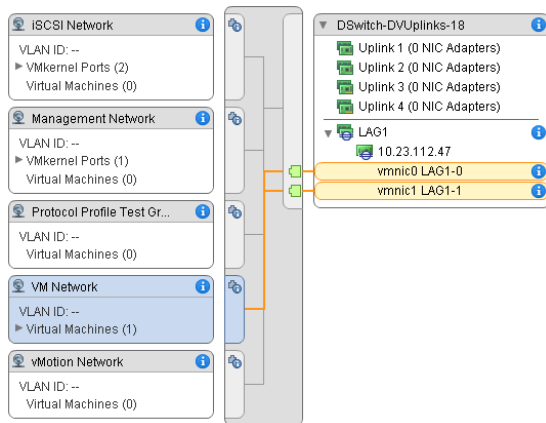 iSCSI Network
VLAN ID: --
VMkernel Ports (2)
Virtual Machines (0)
Management Network
VLAN ID: --
VMkernel Ports (1)
Virtual Machines (0)
Protocol Profile Test Gr...
VLAN ID: --
Virtual Machines (0)
VM Network
VLAN ID: --
Virtual Machines (1)
vMotion Network
VLAN ID: --
Virtual Machines (0)
DSwitch-DVUplinks-18
Uplink 1 (0 NIC Adapters)
Uplink 2 (0 NIC Adapters)
Uplink 3 (0 NIC Adapters)
Uplink 4 (0 NIC Adapters)
LAG1
10.23.112.47
vmnic0 LAG1-0
vmnic1 LAG1-1